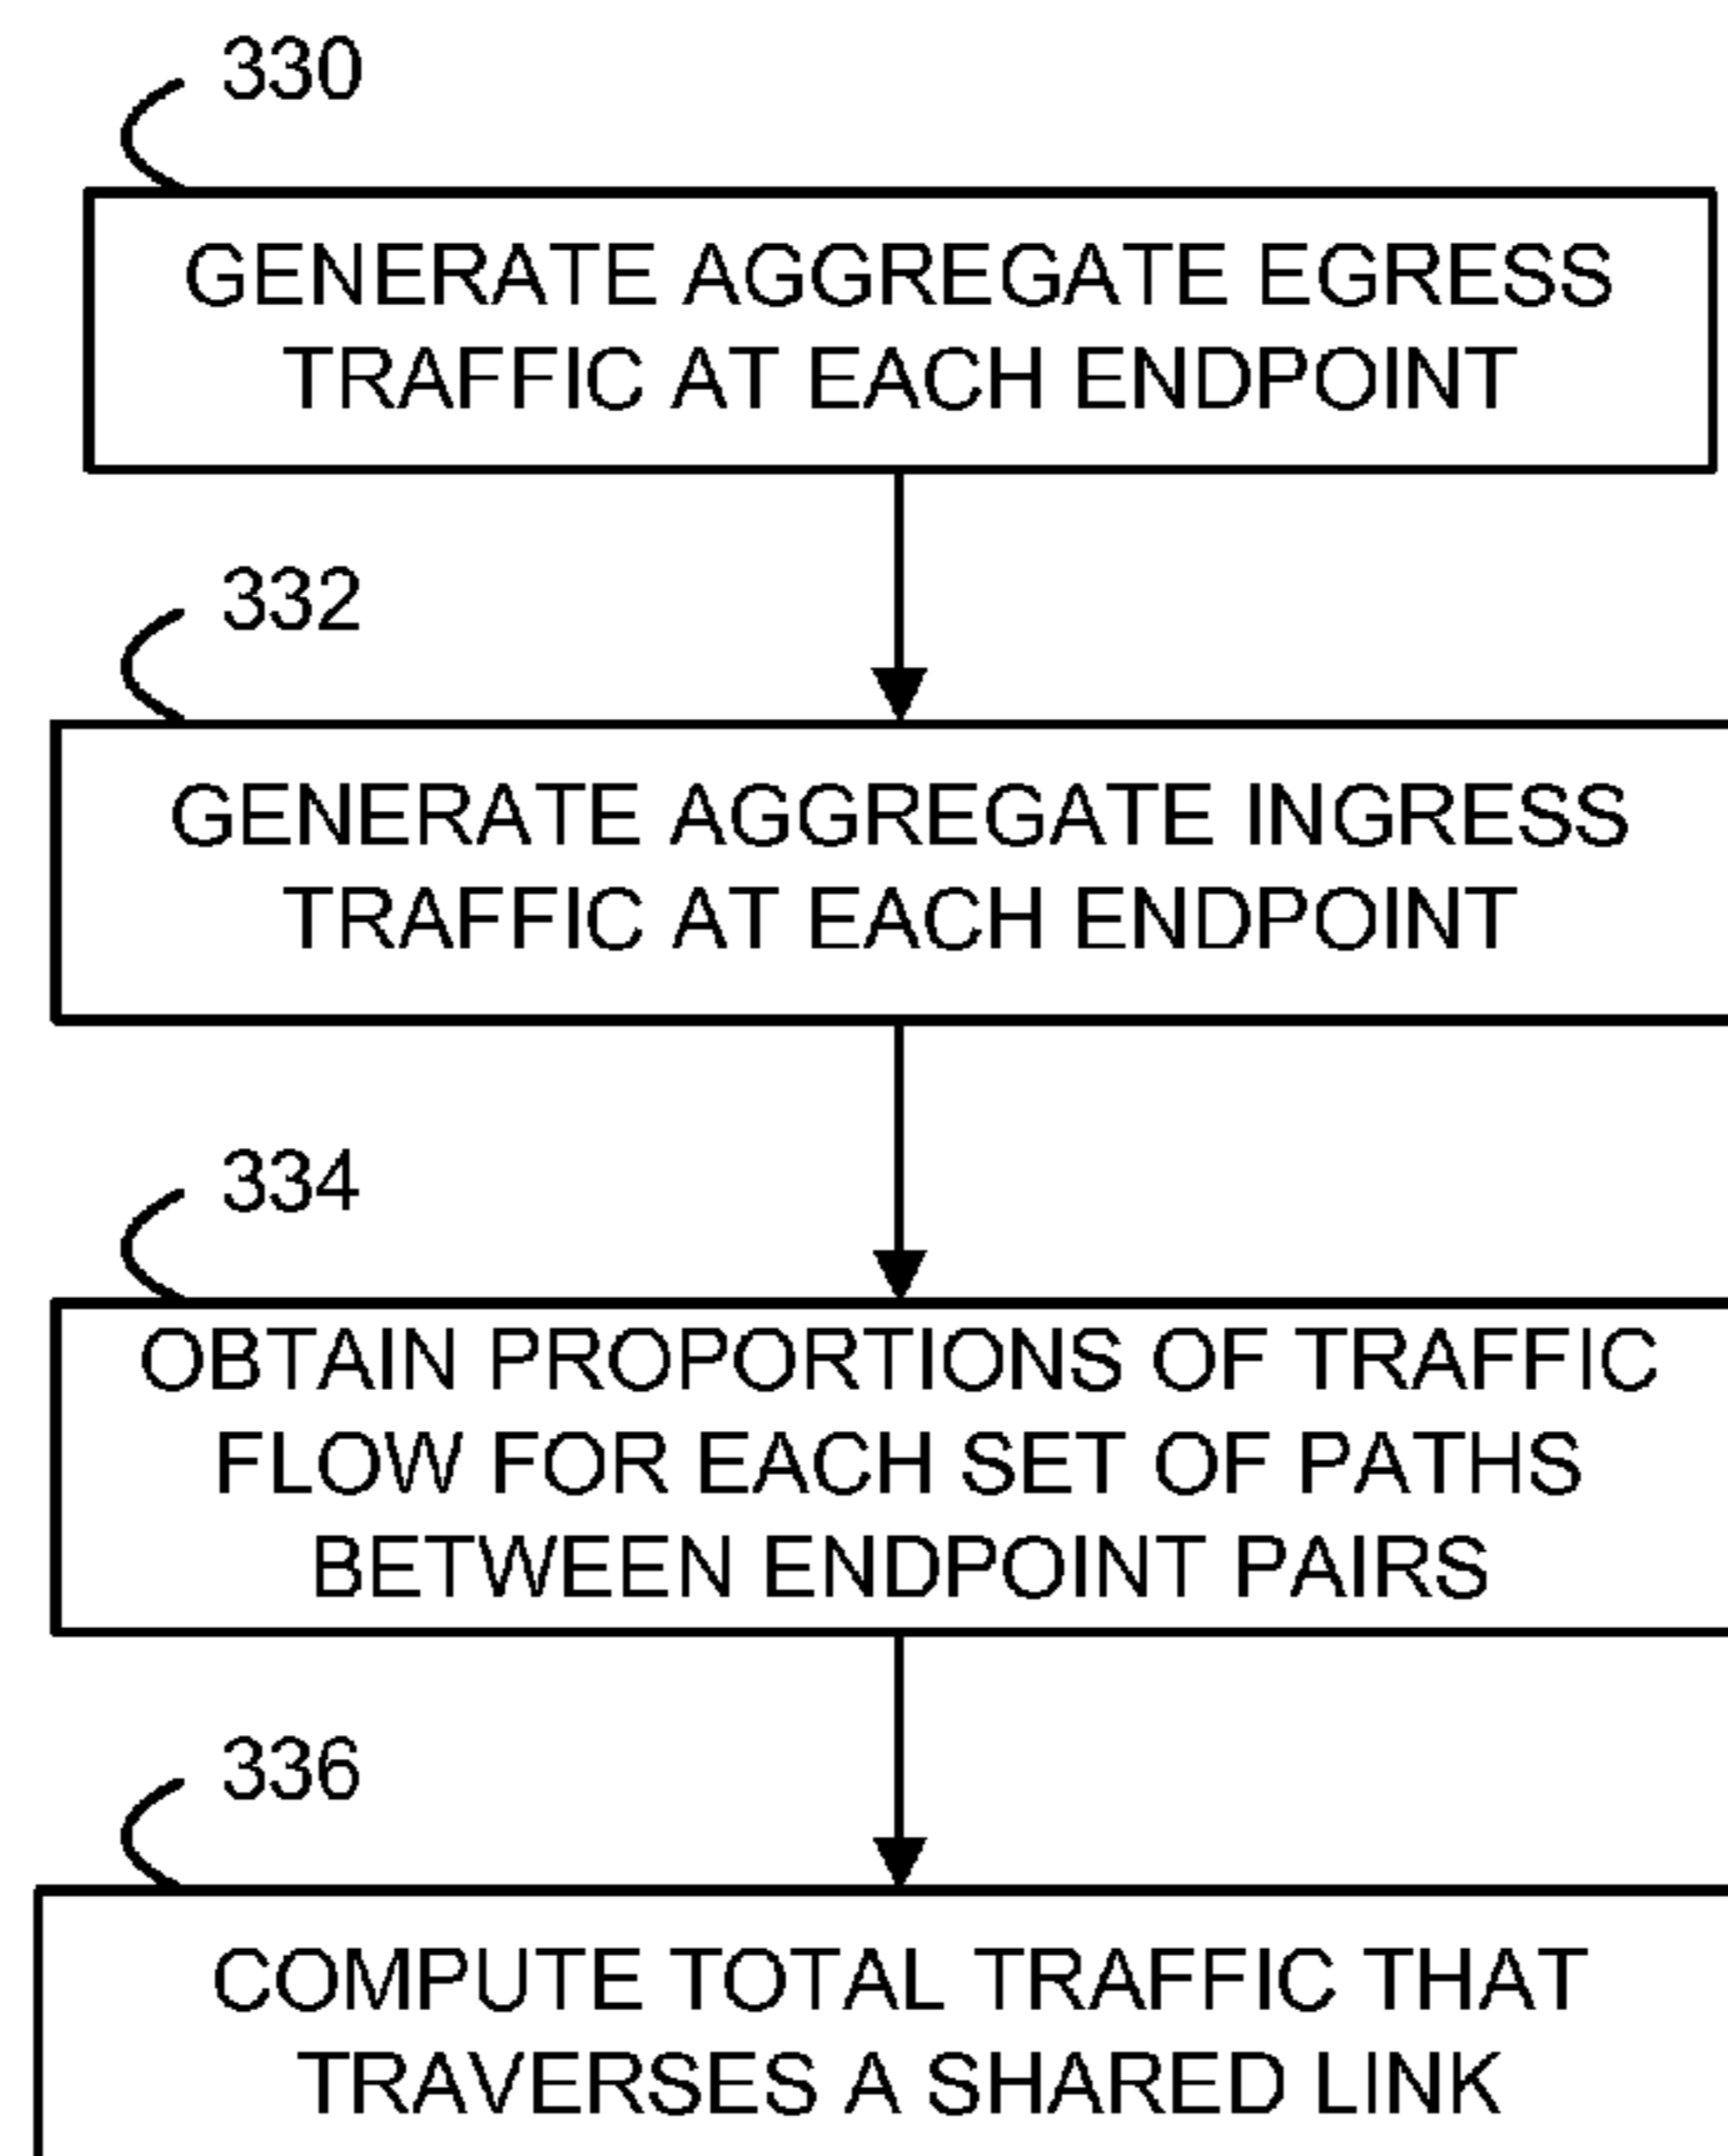 330
GENERATE AGGREGATE EGRESS
TRAFFIC AT EACH ENDPOINT
332
GENERATE AGGREGATE INGRESS
TRAFFIC AT EACH ENDPOINT
334
OBTAIN PROPORTIONS OF TRAFFIC
FLOW FOR EACH SET OF PATHS
BETWEEN ENDPOINT PAIRS
336
COMPUTE TOTAL TRAFFIC THAT
TRAVERSES A SHARED LINK